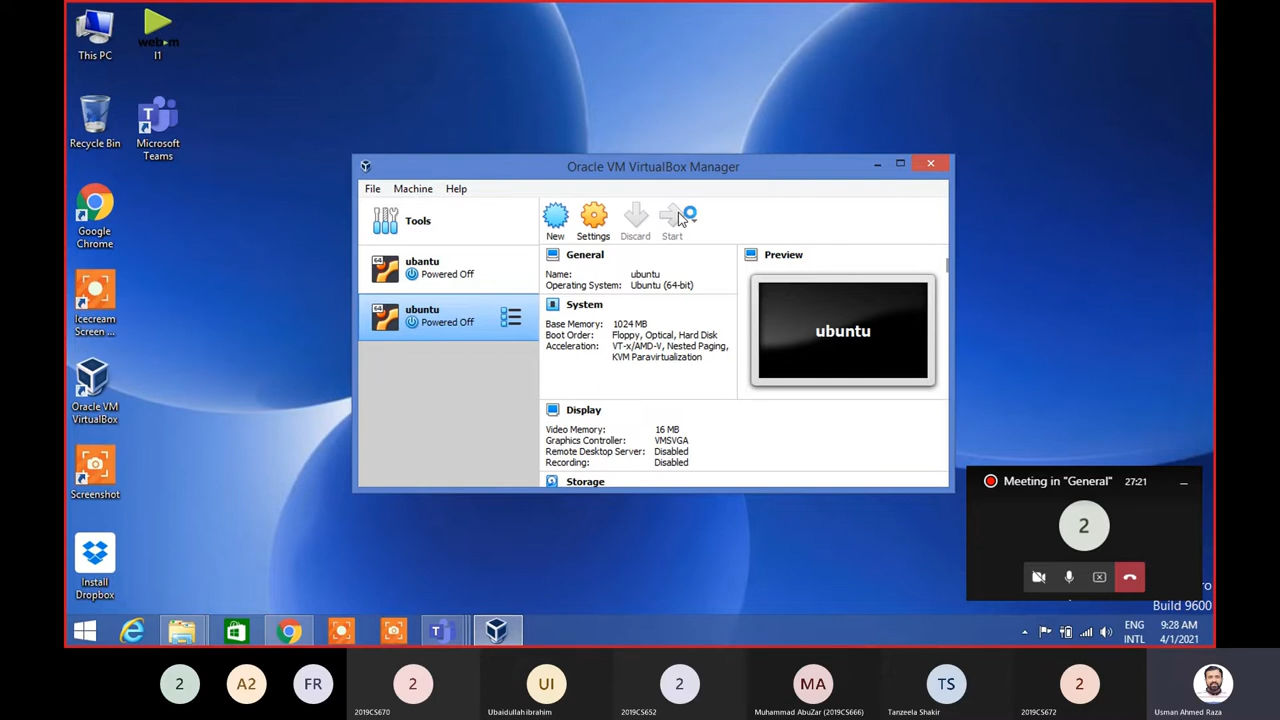 This PC
web-m
l1
Recycle Bin
Microsoft
Teams
Google
Chrome
Icecream
Screen ...
Oracle VM
VirtualBox
Screenshot
Install
Dropbox
Oracle VM VirtualBox Manager
File Machine Help
Tools
New Settings Discard Start
64
ubantu
Powered Off
64
ubuntu
Powered Off
General
Name: ubuntu
Operating System: Ubuntu (64-bit)
System
Base Memory: 1024 MB
Boot Order: Floppy, Optical, Hard Disk
Acceleration: VT-x/AMD-V, Nested Paging,
KVM Paravirtualization
Preview
ubuntu
Display
Video Memory: 16 MB
Graphics Controller: VMSVGA
Remote Desktop Server: Disabled
Recording: Disabled
Storage
Meeting in "General" 27:21
2
ro
Build 9600
ENG
INTL
9:28 AM
4/1/2021
2
A2
FR
2
2019CS670
UI
Ubaidullah ibrahim
2
2019CS652
MA
Muhammad AbuZar (2019CS666)
TS
Tanzeela Shakir
2
2019CS672
Usman Ahmed Raza